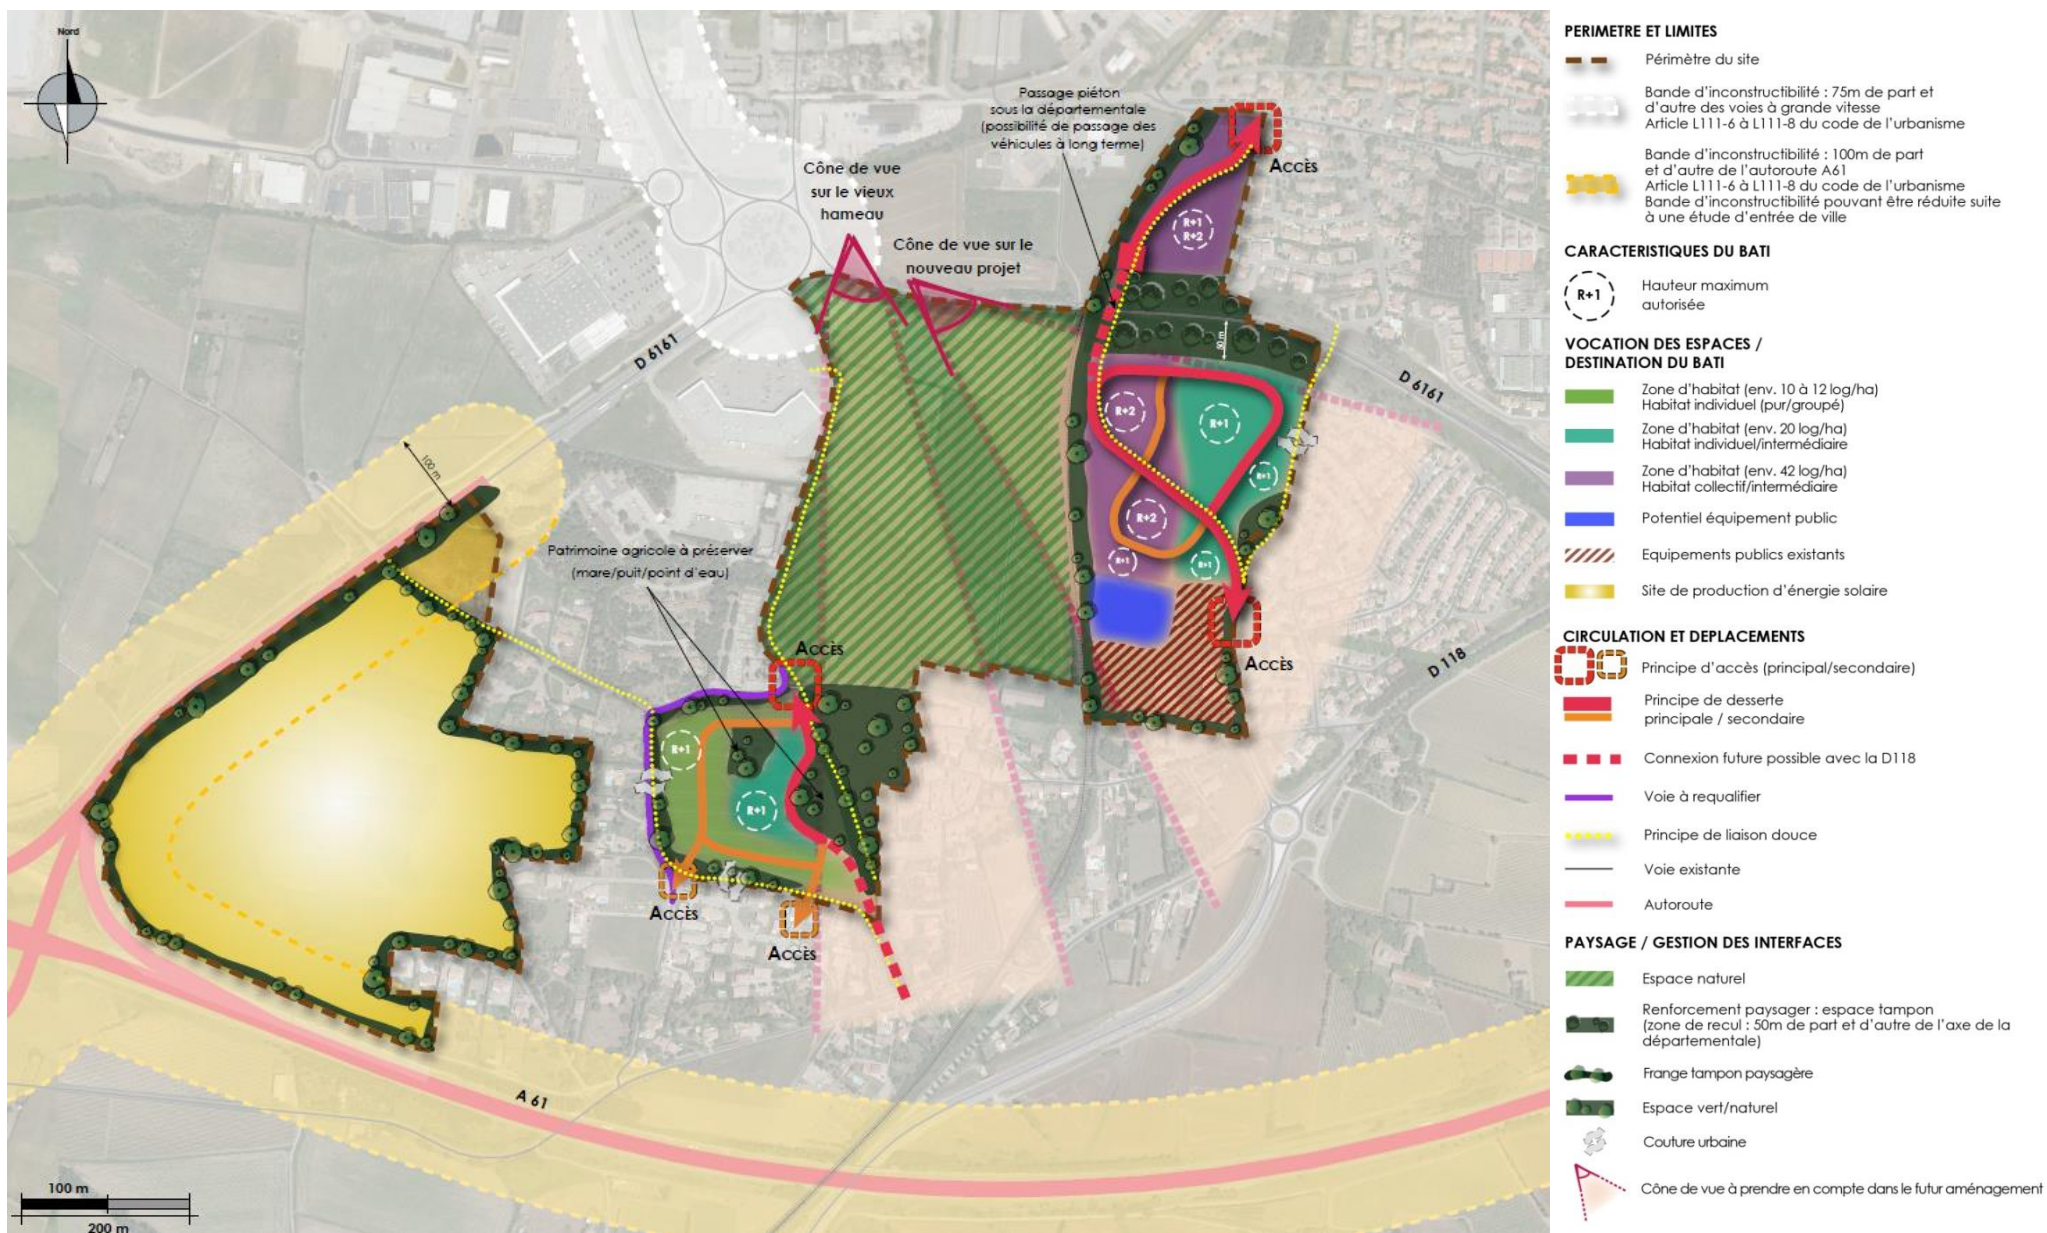 Nord
Passage piéton
sous la départementale
(possibilité de passage des
véhicules à long terme)
ACCÈS
Cône de vue
sur le vieux
hameau
Cône de vue sur le
nouveau projet
R+1
R+2
50 m
D 6161
D 6161
R+2
R+1
R+1
100 m
R+2
Patrimoine agricole à préserver
(mare/puit/point d'eau)
R+1
R+1
ACCÈS
ACCÈS
D 118
R+1
R+1
ACCÈS
ACCÈS
A 61
100 m
200 m
PERIMETRE ET LIMITES
Périmètre du site
Bande d'inconstructibilité : 75m de part et
d'autre des voies à grande vitesse
Article L111-6 à L111-8 du code de l'urbanisme
Bande d'inconstructibilité : 100m de part
et d'autre de l'autoroute A61
Article L111-6 à L111-8 du code de l'urbanisme
Bande d'inconstructibilité pouvant être réduite suite
à une étude d'entrée de ville
CARACTERISTIQUES DU BATI
R+1
Hauteur maximum
autorisée
VOCATION DES ESPACES /
DESTINATION DU BATI
Zone d'habitat (env. 10 à 12 log/ha)
Habitat individuel (pur/groupé)
Zone d'habitat (env. 20 log/ha)
Habitat individuel/intermédiaire
Zone d'habitat (env. 42 log/ha)
Habitat collectif/intermédiaire
Potentiel équipement public
Equipements publics existants
Site de production d'énergie solaire
CIRCULATION ET DEPLACEMENTS
Principe d'accès (principal/secondaire)
Principe de desserte
principale / secondaire
Connexion future possible avec la D118
Voie à requalifier
Principe de liaison douce
Voie existante
Autoroute
PAYSAGE / GESTION DES INTERFACES
Espace naturel
Renforcement paysager : espace tampon
(zone de recul : 50m de part et d'autre de l'axe de la
départementale)
Frange tampon paysagère
Espace vert/naturel
Couture urbaine
Cône de vue à prendre en compte dans le futur aménagement